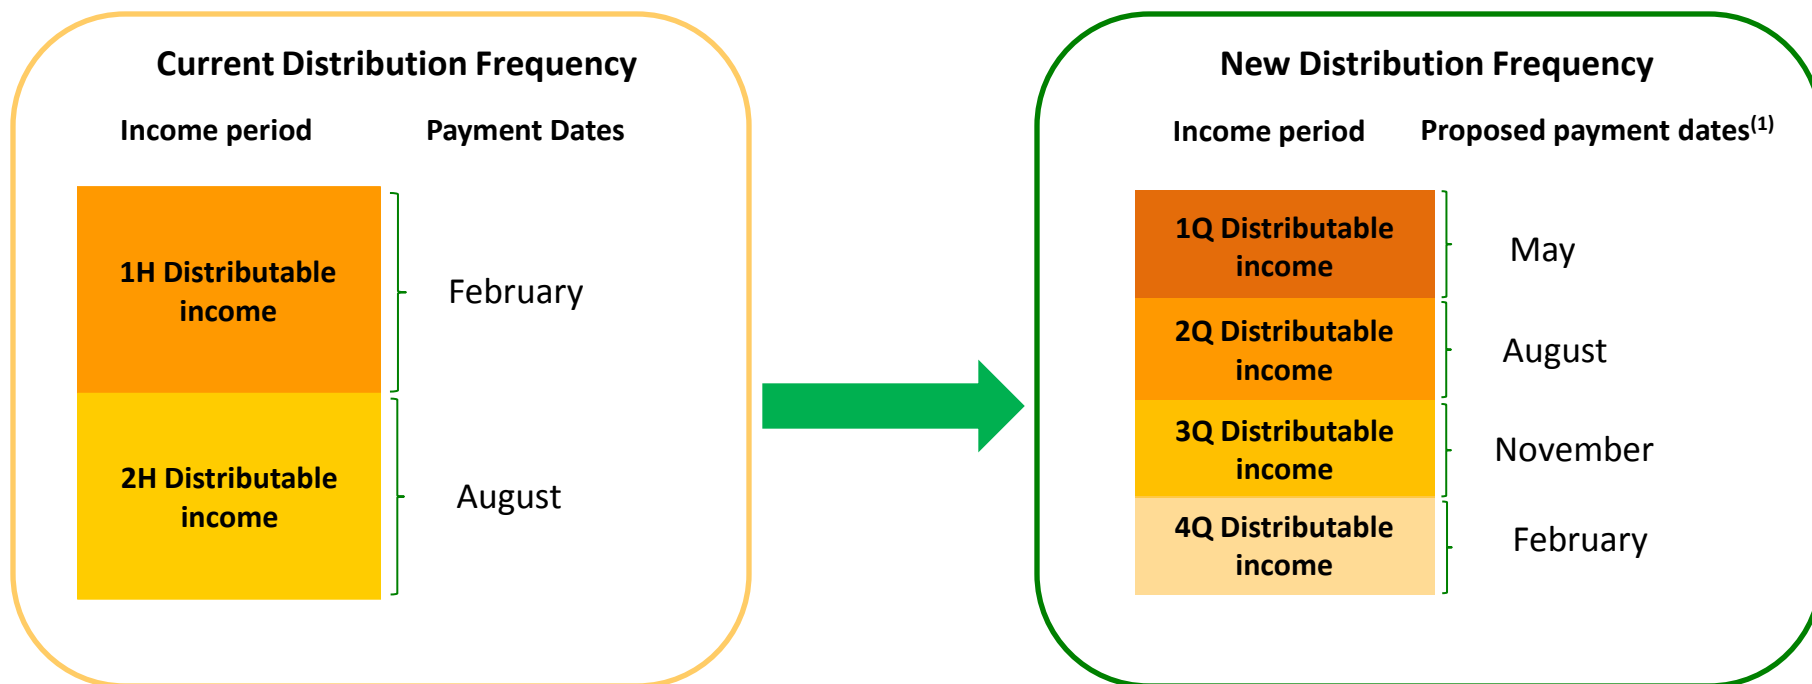 Current Distribution Frequency
Income period
Payment Dates
1H Distributable
income
February
2H Distributable
income
August
New Distribution Frequency
Income period
Proposed payment dates(1)
1Q Distributable
income
May
2Q Distributable
income
August
3Q Distributable
income
November
4Q Distributable
income
February